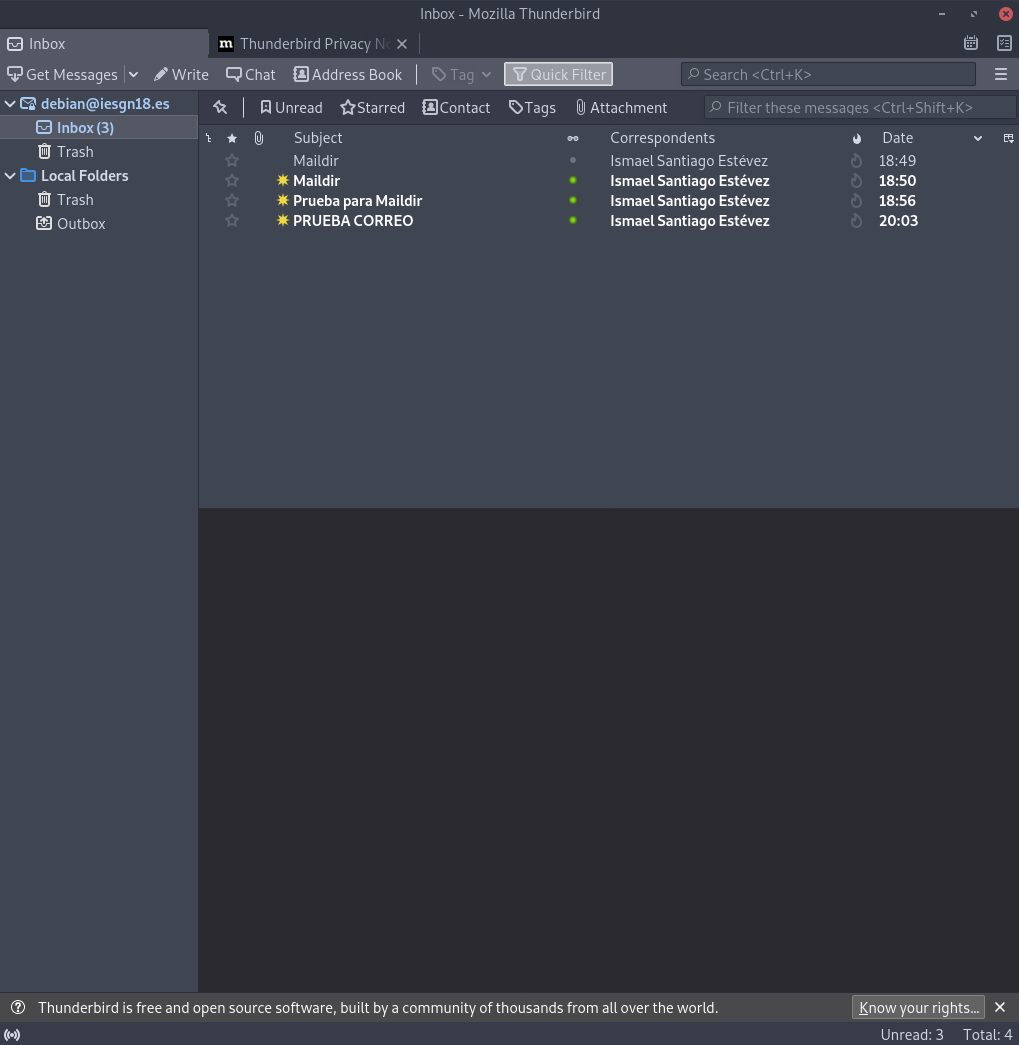 Inbox - Mozilla Thunderbird
Inbox
m Thunderbird Privacy No
Get Messages Write Chat Address Book Tag Quick Filter Search <Ctrl+K>
debian@iesgn18.es
Inbox (3)
Trash
Local Folders
Trash
Outbox
Unread Starred Contact Tags Attachment Filter these messages <Ctrl+Shift+K>
Subject Correspondents Date
Maildir Ismael Santiago Estévez 18:49
Maildir Ismael Santiago Estévez 18:50
Prueba para Maildir Ismael Santiago Estévez 18:56
PRUEBA CORREO Ismael Santiago Estévez 20:03
Thunderbird is free and open source software, built by a community of thousands from all over the world. Know your rights...
Unread: 3 Total: 4